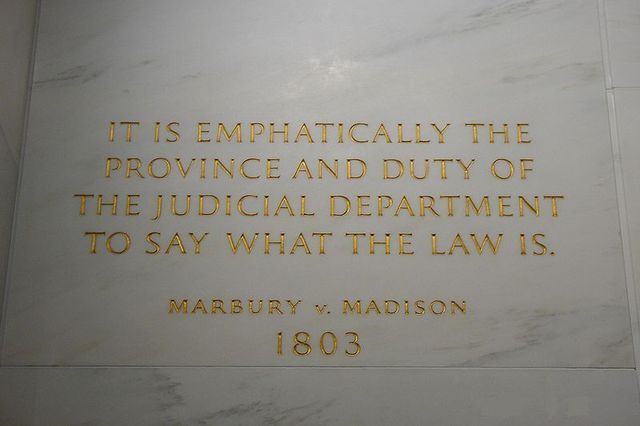 IT IS EMPHATICALLY THE
PROVINCE AND DUTY OF
THE JUDICIAL DEPARTMENT
TO SAY WHAT THE LAW IS.
MARBURY v. MADISON
1803